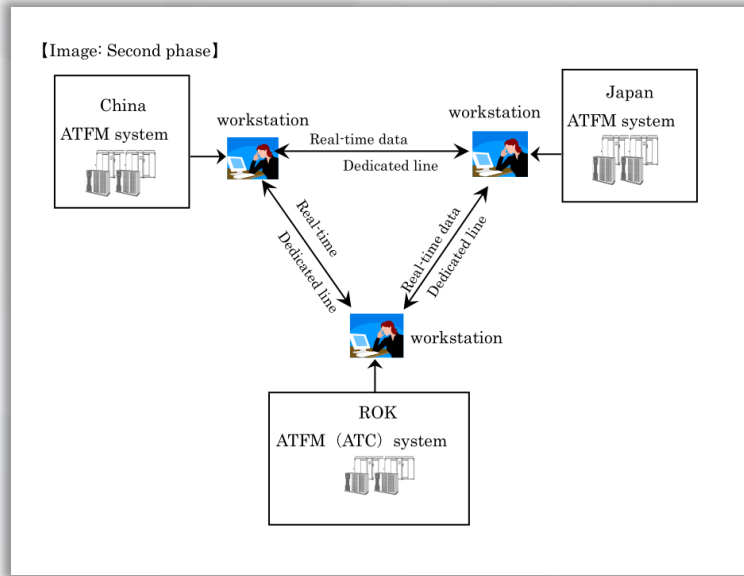 【Image: Second phase】
China
ATFM system
workstation
Real-time data
Dedicated line
workstation
Japan
ATFM system
Real-time
Dedicated line
Real-time data
Dedicated line
workstation
ROK
ATFM（ATC）system